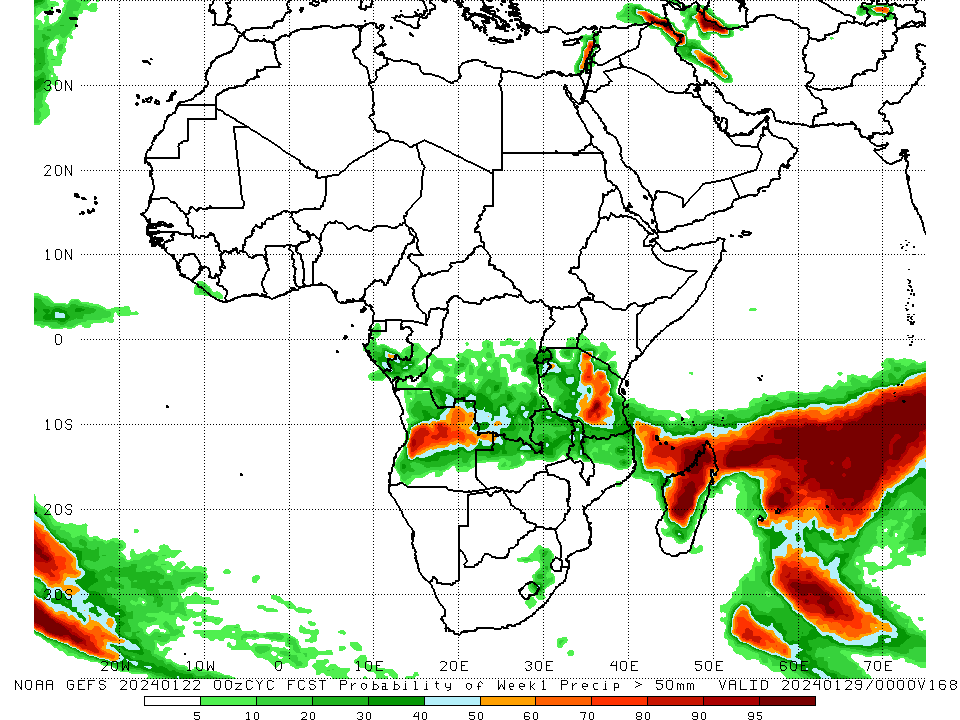 30N
20N
10N
0
10S
20S
30S
20W 10W 0 10E 20E 30E 40E 50E 60E 70E
NOAA GEFS 20240122 00zCYC FCST Probability of Week1 Precip > 50mm VALID 20240129/0000V168
5 10 20 30 40 50 60 70 80 90 95